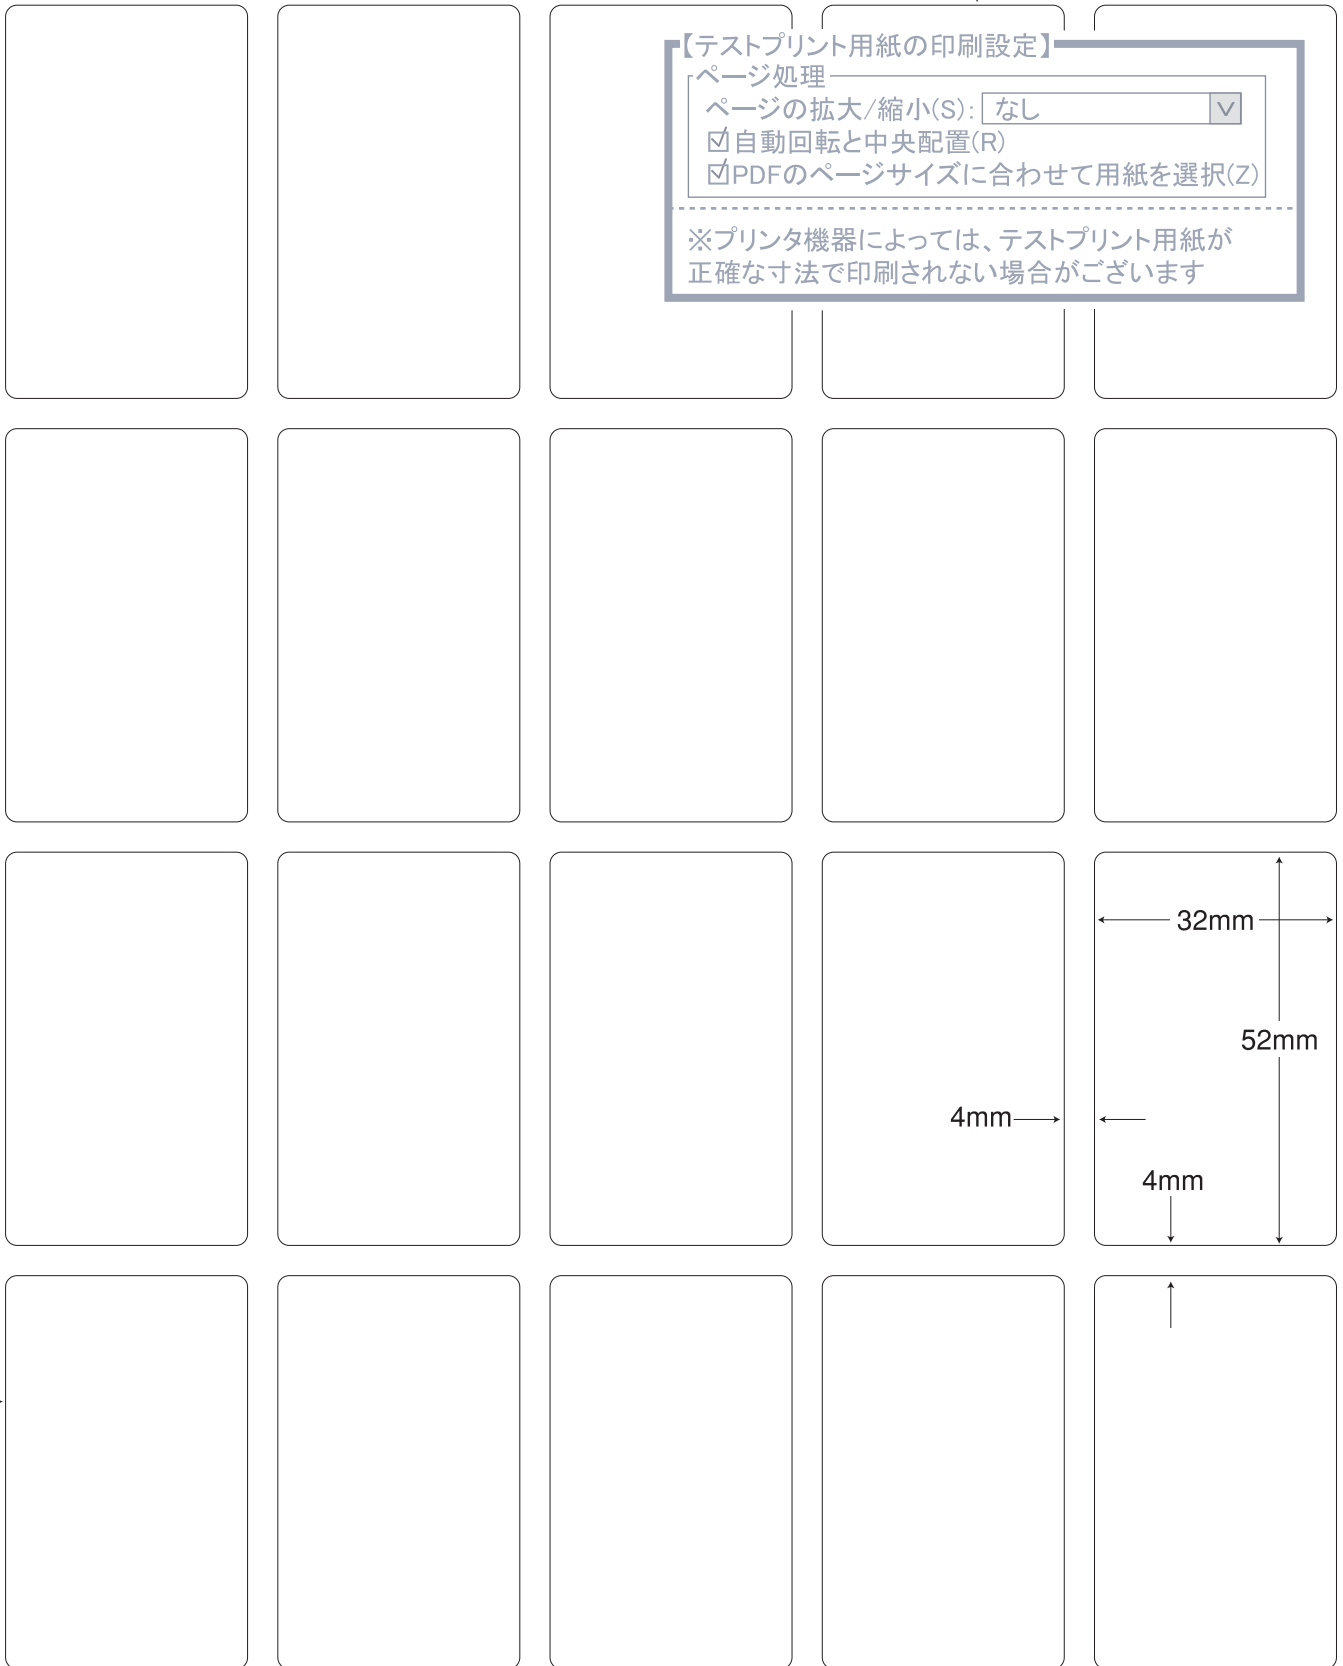 【テストプリント用紙の印刷設定】
ページ処理
ページの拡大/縮小(S): なし
自動回転と中央配置(R)
PDFのページサイズに合わせて用紙を選択(Z)
※プリンタ機器によっては、テストプリント用紙が
正確な寸法で印刷されない場合がございます
32mm
52mm
4mm
4mm